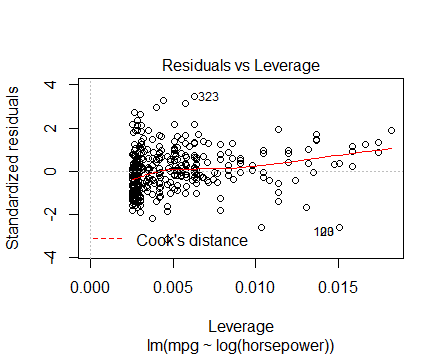 Residuals vs Leverage
Standardized residuals
4
2
0
-2
-4
323
Cook's distance
0.000
0.005
0.010
0.015
Leverage
lm(mpg ~ log(horsepower))